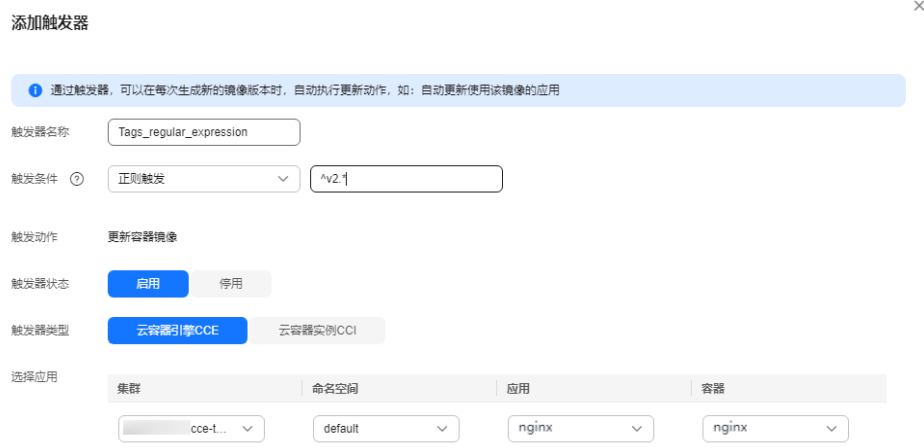 添加触发器
通过触发器，可以在每次生成新的镜像版本时，自动执行更新动作，如：自动更新使用该镜像的应用
触发器名称 Tags_regular_expression
触发条件 ? 正则触发 ^v2.*
触发动作 更新容器镜像
触发器状态 启用 停用
触发器类型 云容器引擎CCE 云容器实例CCI
选择应用
集群 命名空间 应用 容器
cce-t... default nginx nginx